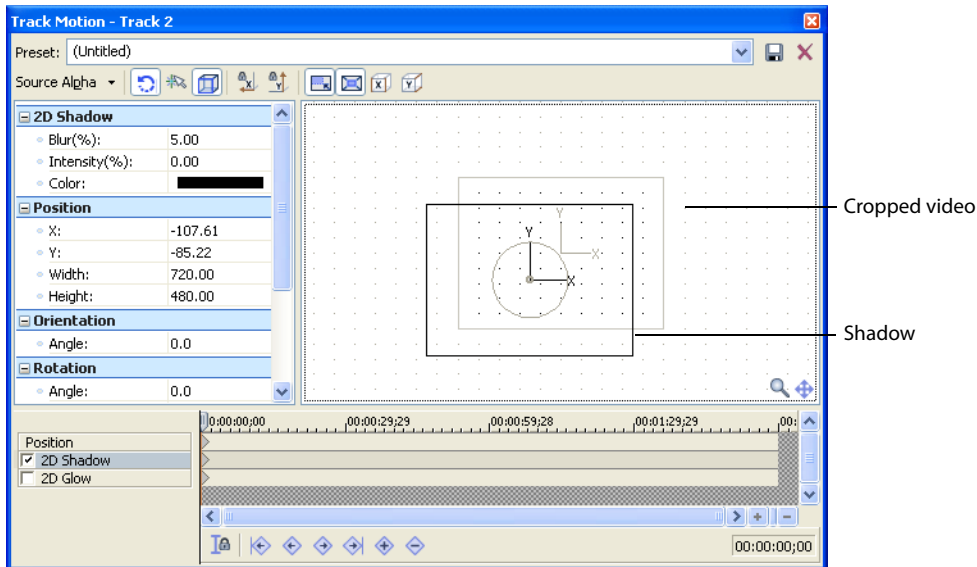 Track Motion - Track 2
Preset: (Untitled)
Source Alpha
2D Shadow
Blur(%): 5.00
Intensity(%): 0.00
Color:
Position
X: -107.61
Y: -85.22
Width: 720.00
Height: 480.00
Orientation
Angle: 0.0
Rotation
Angle: 0.0
Y
Y
X
X
Cropped video
Shadow
0:00:00;00 00:00:29;29 00:00:59;28 00:01:29;29 00:
Position
2D Shadow
2D Glow
00:00:00;00